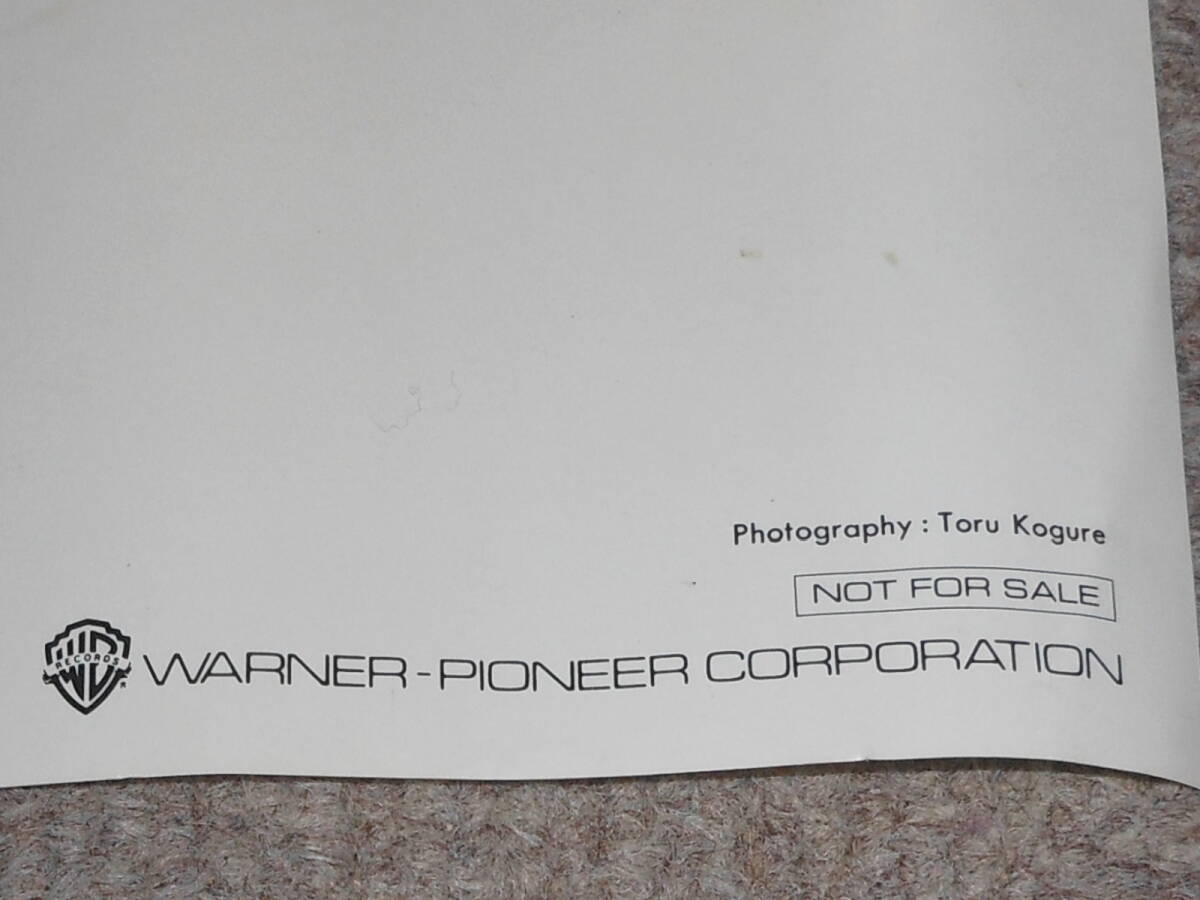 Photography : Toru Kogure
NOT FOR SALE
WB RECORDS ® WARNER-PIONEER CORPORATION